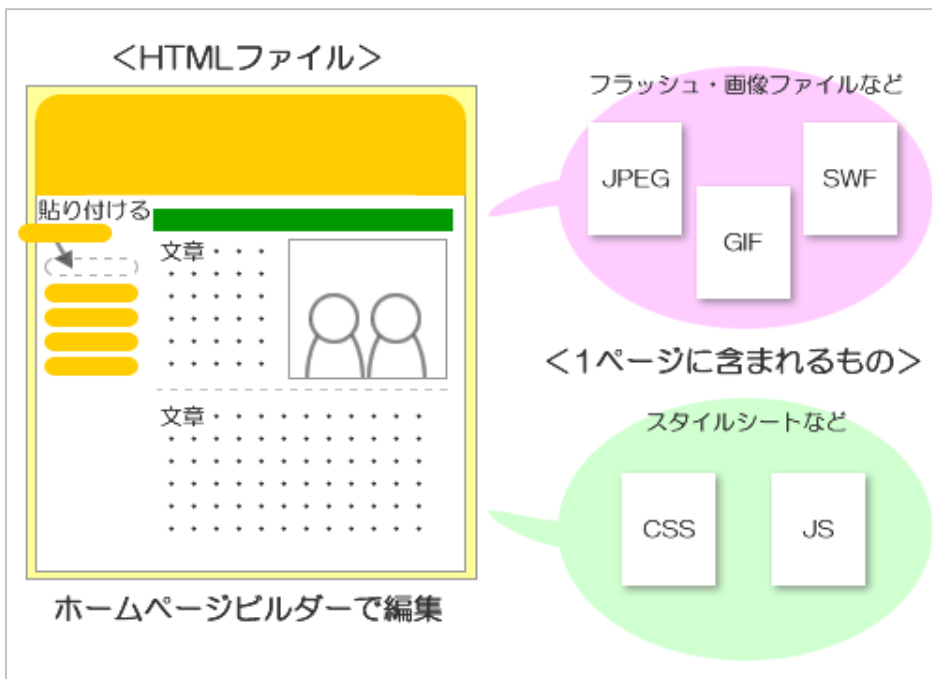 ＜HTMLファイル＞
貼り付ける
文章・・・
文章・・・・・・・・・・
ホームページビルダーで編集
フラッシュ・画像ファイルなど
JPEG
GIF
SWF
＜1ページに含まれるもの＞
スタイルシートなど
CSS
JS